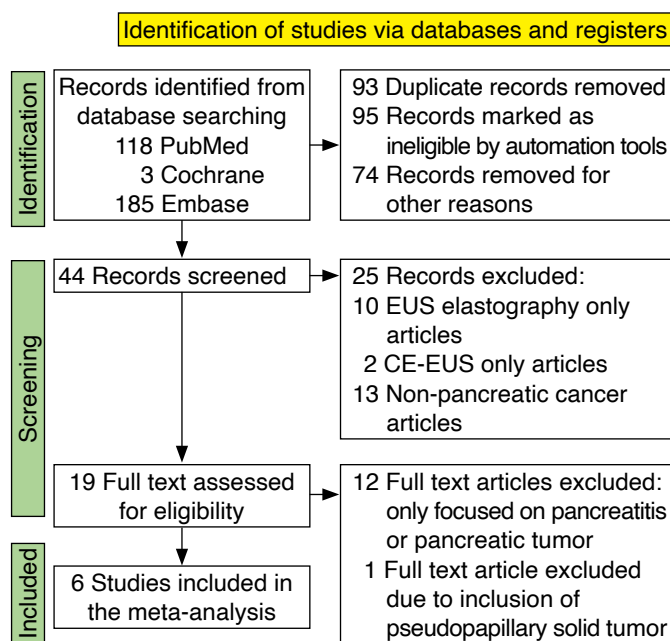 Identification of studies via databases and registers
Identification
Records identified from
database searching
118 PubMed
3 Cochrane
185 Embase
93 Duplicate records removed
95 Records marked as
ineligible by automation tools
74 Records removed for
other reasons
Screening
44 Records screened
25 Records excluded:
10 EUS elastography only
articles
2 CE-EUS only articles
13 Non-pancreatic cancer
articles
19 Full text assessed
for eligibility
12 Full text articles excluded:
only focused on pancreatitis
or pancreatic tumor
1 Full text article excluded
due to inclusion of
pseudopapillary solid tumor
Included
6 Studies included in
the meta-analysis